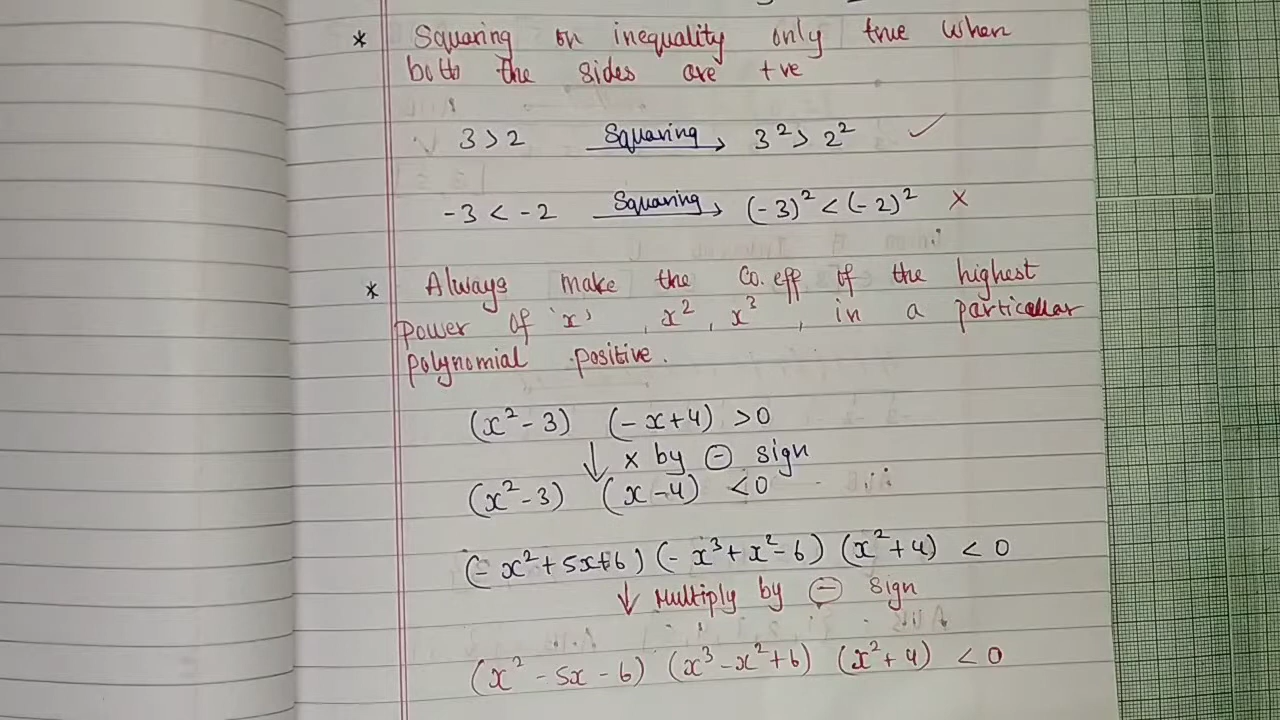 * Squaring on inequality only true when
both the sides are +ve
3 > 2 Squaring → 3² > 2² ✓
-3 < -2 Squaring → (-3)² < (-2)² ×
* Always make the Co.eff of the highest
power of 'x', x², x³, in a particular
polynomial positive.
(x² - 3) (-x + 4) > 0
↓ × by ⊖ sign
(x² - 3) (x - 4) < 0
(- x² + 5x + 6) (- x³ + x² - 6) (x² + 4) < 0
↓ Multiply by ⊖ sign
(x² - 5x - 6) (x³ - x² + 6) (x² + 4) < 0